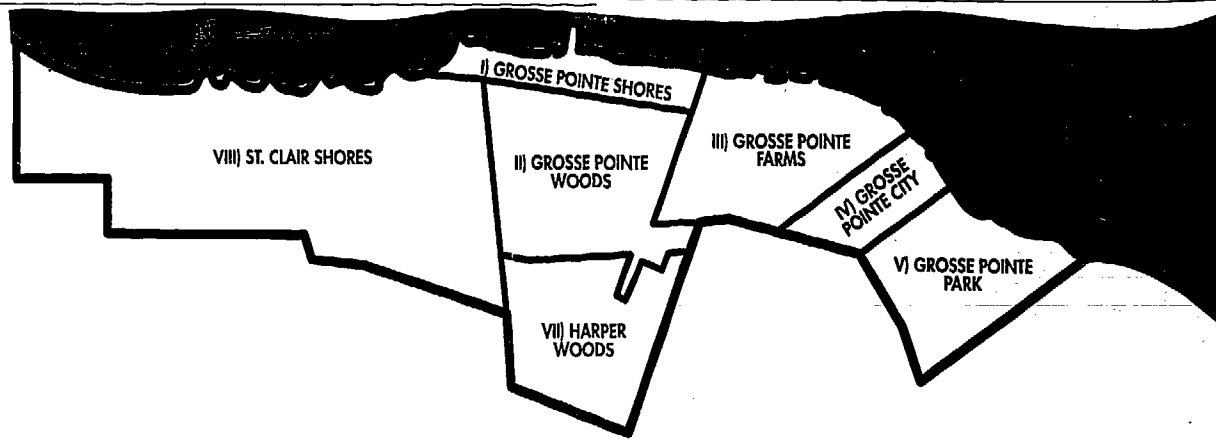 I) GROSSE POINTE SHORES
VIII) ST. CLAIR SHORES
II) GROSSE POINTE
WOODS
III) GROSSE POINTE
FARMS
IV) GROSSE
POINTE CITY
V) GROSSE POINTE
PARK
VII) HARPER
WOODS